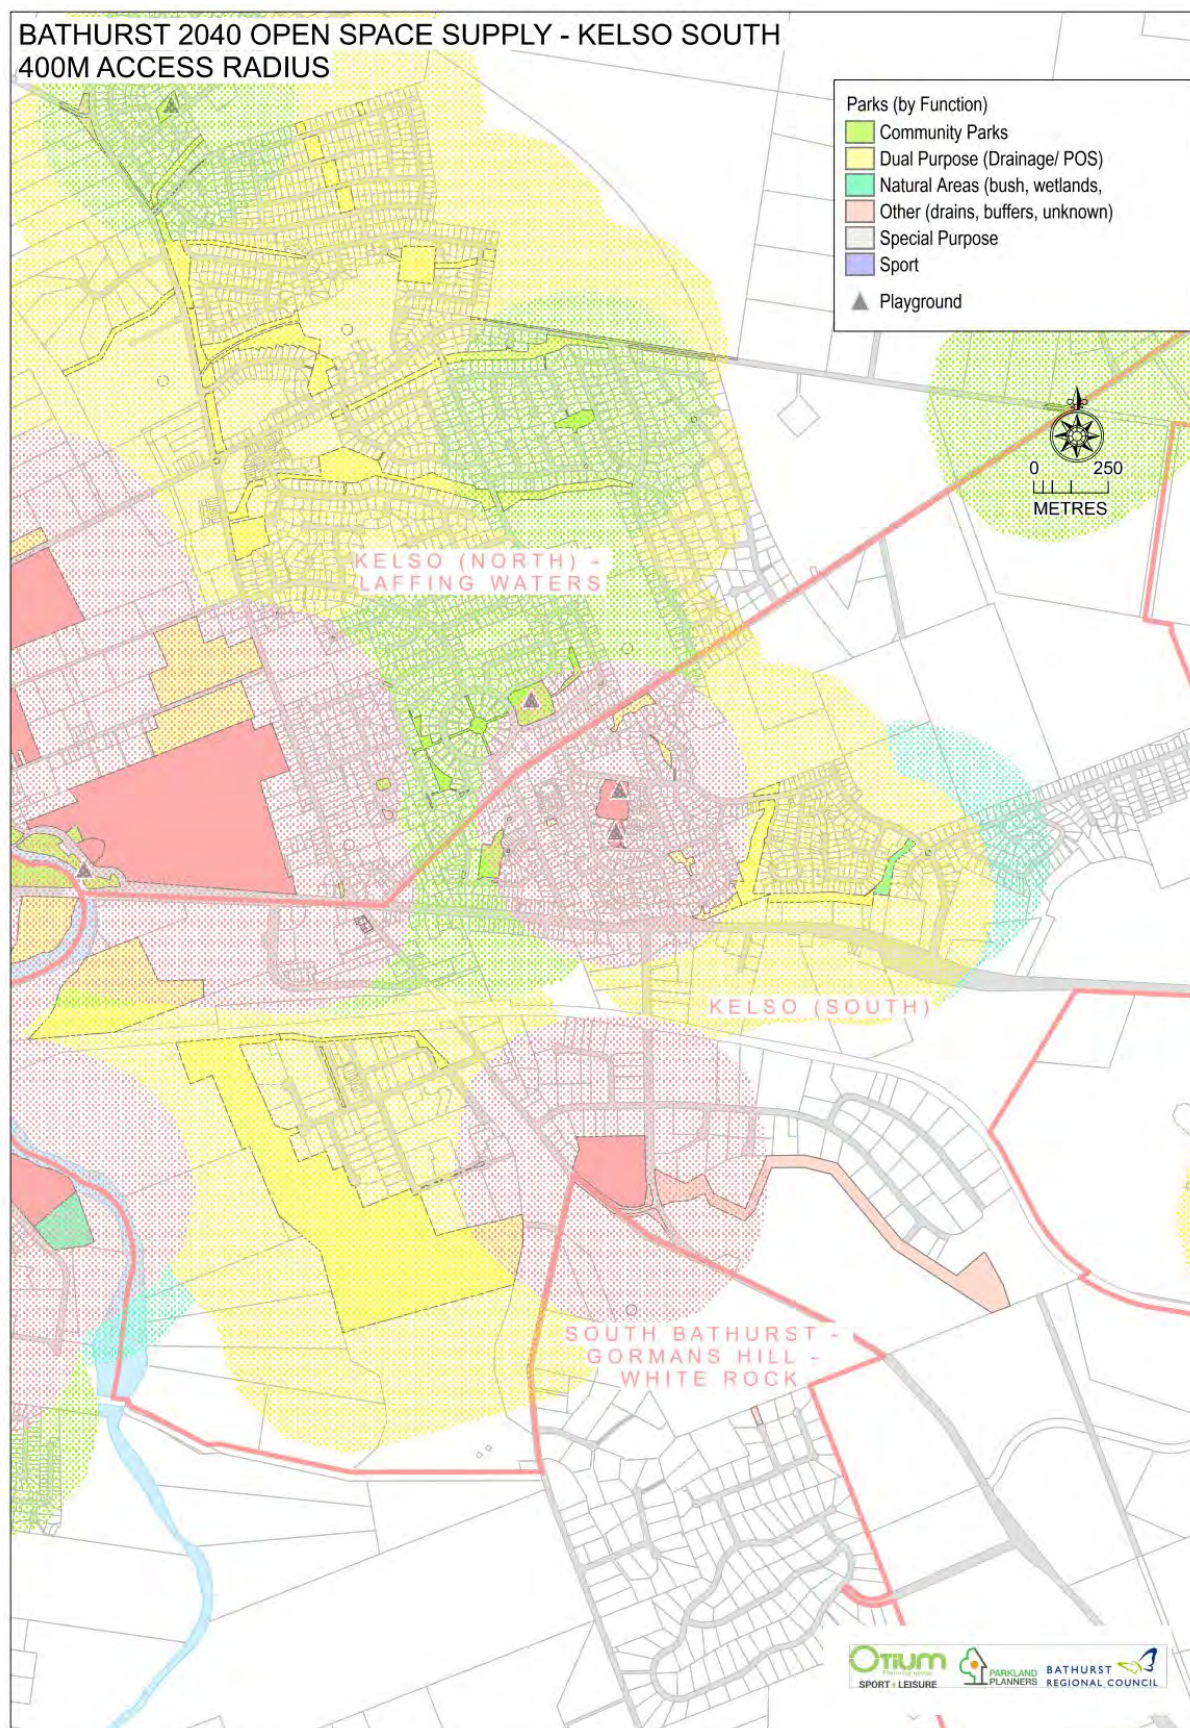 BATHURST 2040 OPEN SPACE SUPPLY - KELSO SOUTH
400M ACCESS RADIUS
Parks (by Function)
Community Parks
Dual Purpose (Drainage/ POS)
Natural Areas (bush, wetlands,
Other (drains, buffers, unknown)
Special Purpose
Sport
Playground
0 250
METRES
KELSO (NORTH) -
LAFFING WATERS
KELSO (SOUTH)
SOUTH BATHURST -
GORMANS HILL -
WHITE ROCK
OTIUM
SPORT + LEISURE
PARKLAND
PLANNERS
BATHURST
REGIONAL COUNCIL